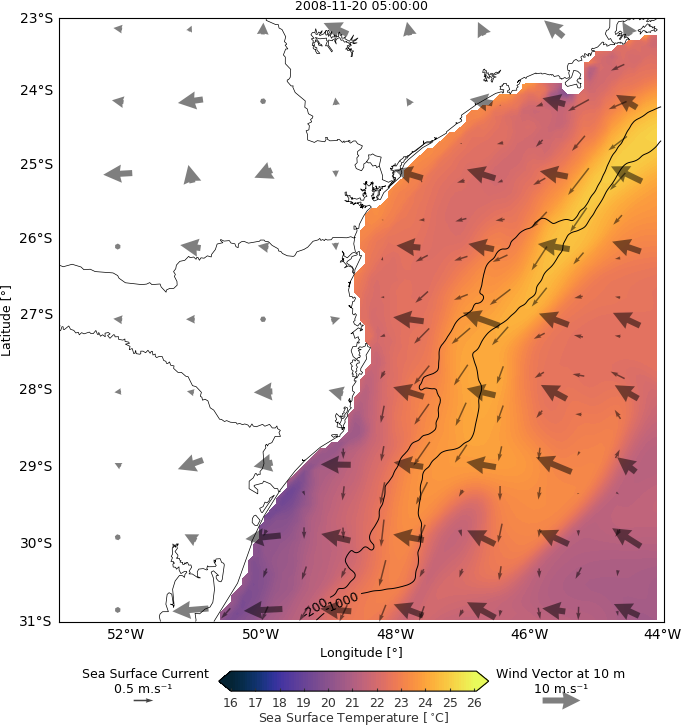 2008-11-20 05:00:00
23°S
24°S
25°S
26°S
27°S
28°S
29°S
30°S
31°S
Latitude [°]
-200
-1000
52°W 50°W 48°W 46°W 44°W
Longitude [°]
Sea Surface Current
0.5 m.s⁻¹
Wind Vector at 10 m
10 m.s⁻¹
16 17 18 19 20 21 22 23 24 25 26
Sea Surface Temperature [°C]